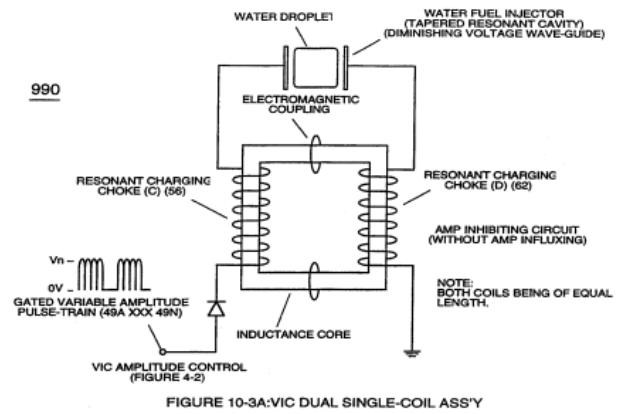 WATER DROPLET
WATER FUEL INJECTOR
(TAPERED RESONANT CAVITY)
(DIMINISHING VOLTAGE WAVE-GUIDE)
990
ELECTROMAGNETIC
COUPLING
RESONANT CHARGING
CHOKE (C) (56)
RESONANT CHARGING
CHOKE (D) (62)
AMP INHIBITING CIRCUIT
(WITHOUT AMP INFLUXING)
Vn
0V
GATED VARIABLE AMPLITUDE
PULSE-TRAIN (49A XXX 49N)
NOTE:
BOTH COILS BEING OF EQUAL
LENGTH.
INDUCTANCE CORE
VIC AMPLITUDE CONTROL
(FIGURE 4-2)
FIGURE 10-3A:VIC DUAL SINGLE-COIL ASS'Y